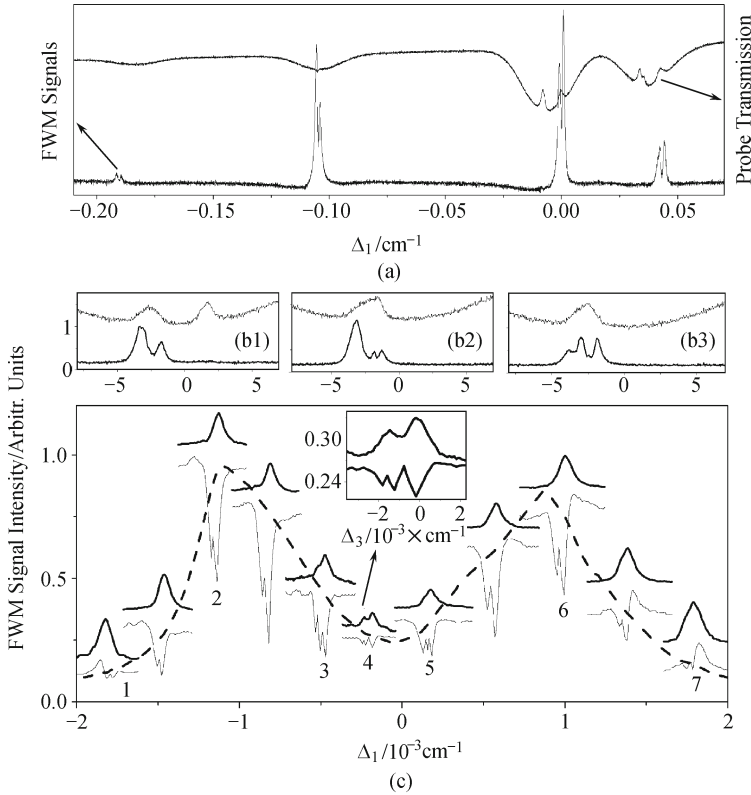 FWM Signals
Probe Transmission
−0.20 −0.15 −0.10 −0.05 0.00 0.05
Δ₁/cm⁻¹
(a)
1
0
(b1) (b2) (b3)
−5 0 5 −5 0 5 −5 0 5
FWM Signal Intensity/Arbitr. Units
1.0
0.5
0.0
0.30
0.24
−2 0 2
Δ₃/10⁻³×cm⁻¹
1 2 3 4 5 6 7
−2 −1 0 1 2
Δ₁/10⁻³cm⁻¹
(c)